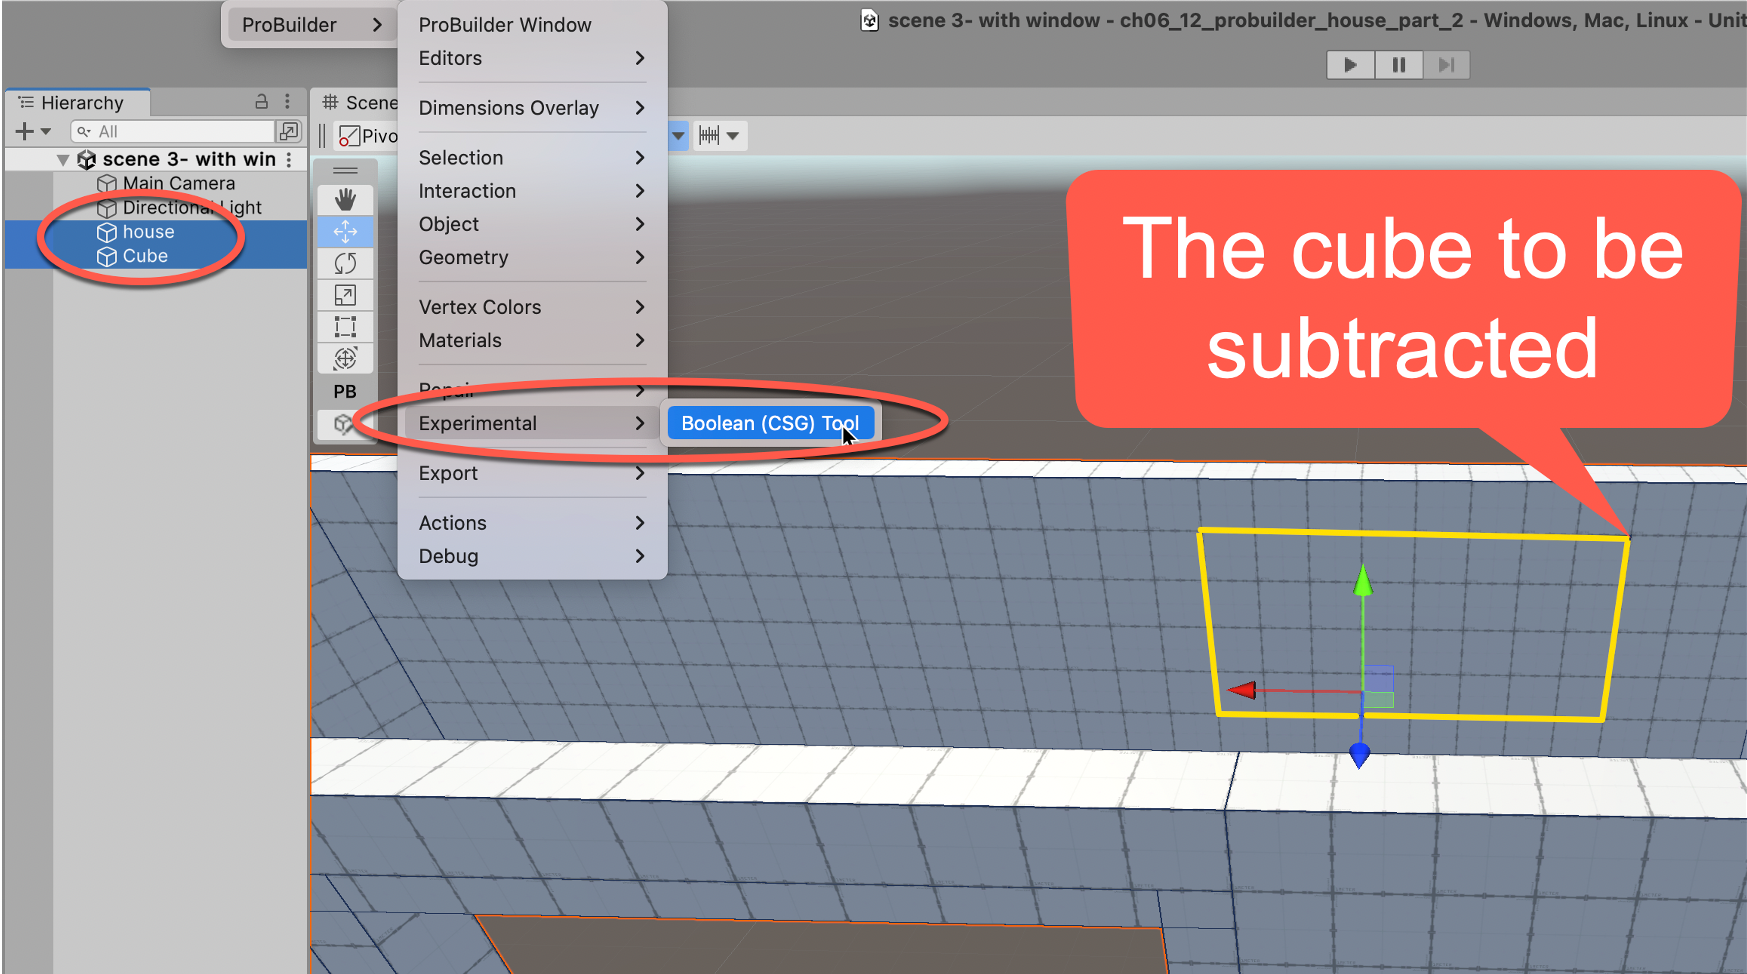 ProBuilder
ProBuilder Window
Editors
Dimensions Overlay
Selection
Interaction
Object
Geometry
Vertex Colors
Materials
Repair
Experimental
Boolean (CSG) Tool
Export
Actions
Debug
scene 3- with window - ch06_12_probuilder_house_part_2 - Windows, Mac, Linux - Unit
Hierarchy
All
scene 3- with win
Main Camera
Directional Light
house
Cube
Scene
Pivo
PB
The cube to be
subtracted